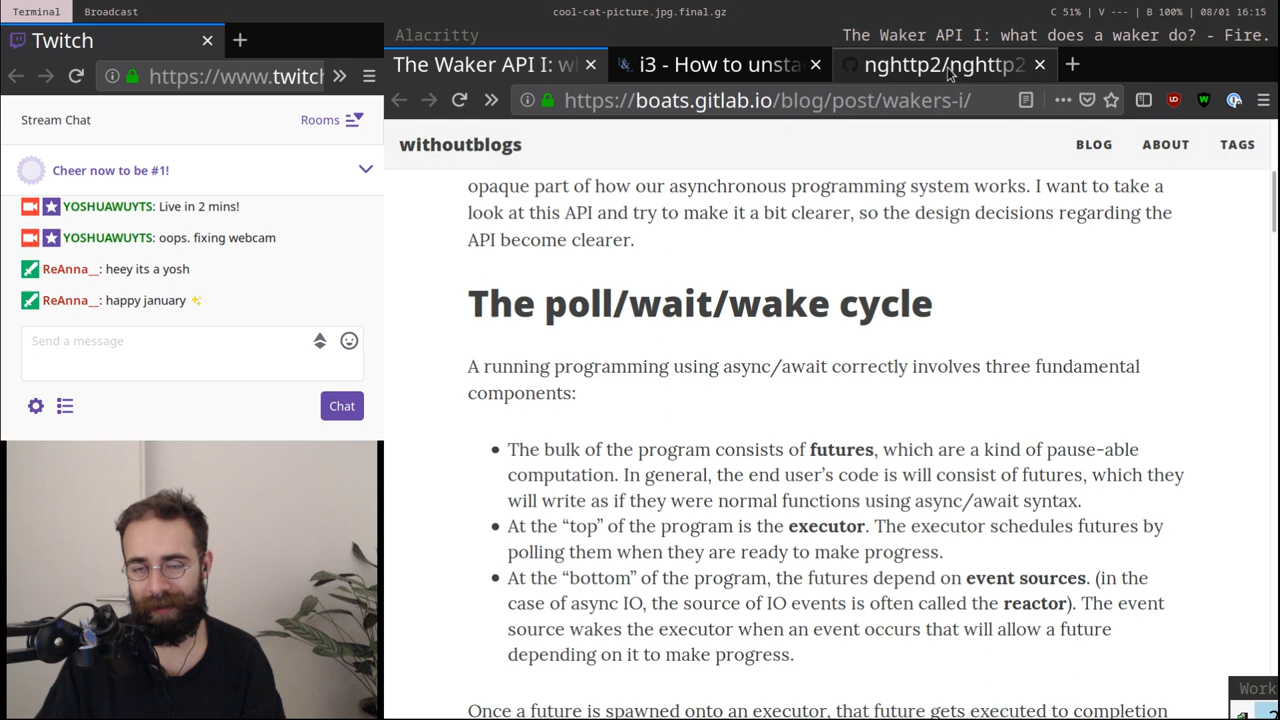 Terminal Broadcast cool-cat-picture.jpg.final.gz C 51% | V --- | B 100% | 08/01 16:15
Twitch
https://www.twitch
Stream Chat Rooms
Cheer now to be #1!
YOSHUAWUYTS: Live in 2 mins!
YOSHUAWUYTS: oops. fixing webcam
ReAnna__: heey its a yosh
ReAnna__: happy january ✨
Send a message
Chat
Alacritty The Waker API I: what does a waker do? - Fire.
The Waker API I: w i3 - How to unsta nghttp2/nghttp2
https://boats.gitlab.io/blog/post/wakers-i/
withoutblogs BLOG ABOUT TAGS
opaque part of how our asynchronous programming system works. I want to take a
look at this API and try to make it a bit clearer, so the design decisions regarding the
API become clearer.
The poll/wait/wake cycle
A running programming using async/await correctly involves three fundamental
components:
• The bulk of the program consists of futures, which are a kind of pause-able
computation. In general, the end user’s code is will consist of futures, which they
will write as if they were normal functions using async/await syntax.
• At the “top” of the program is the executor. The executor schedules futures by
polling them when they are ready to make progress.
• At the “bottom” of the program, the futures depend on event sources. (in the
case of async IO, the source of IO events is often called the reactor). The event
source wakes the executor when an event occurs that will allow a future
depending on it to make progress.
Once a future is spawned onto an executor, that future gets executed to completion
Work